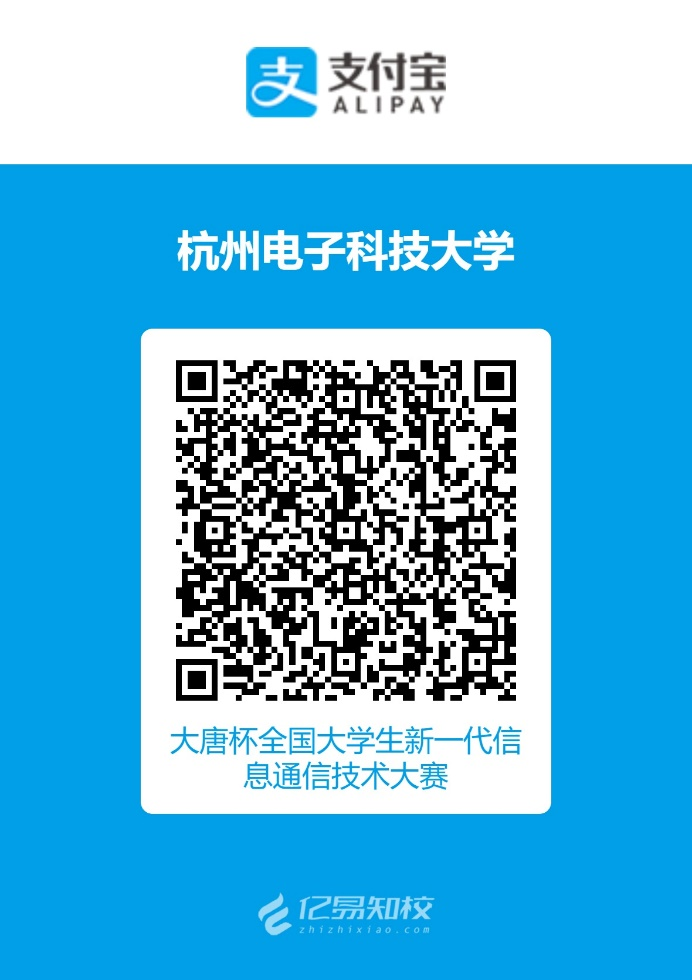 支付宝
ALIPAY
杭州电子科技大学
大唐杯全国大学生新一代信
息通信技术大赛
亿易知校
zhizhixiao.com